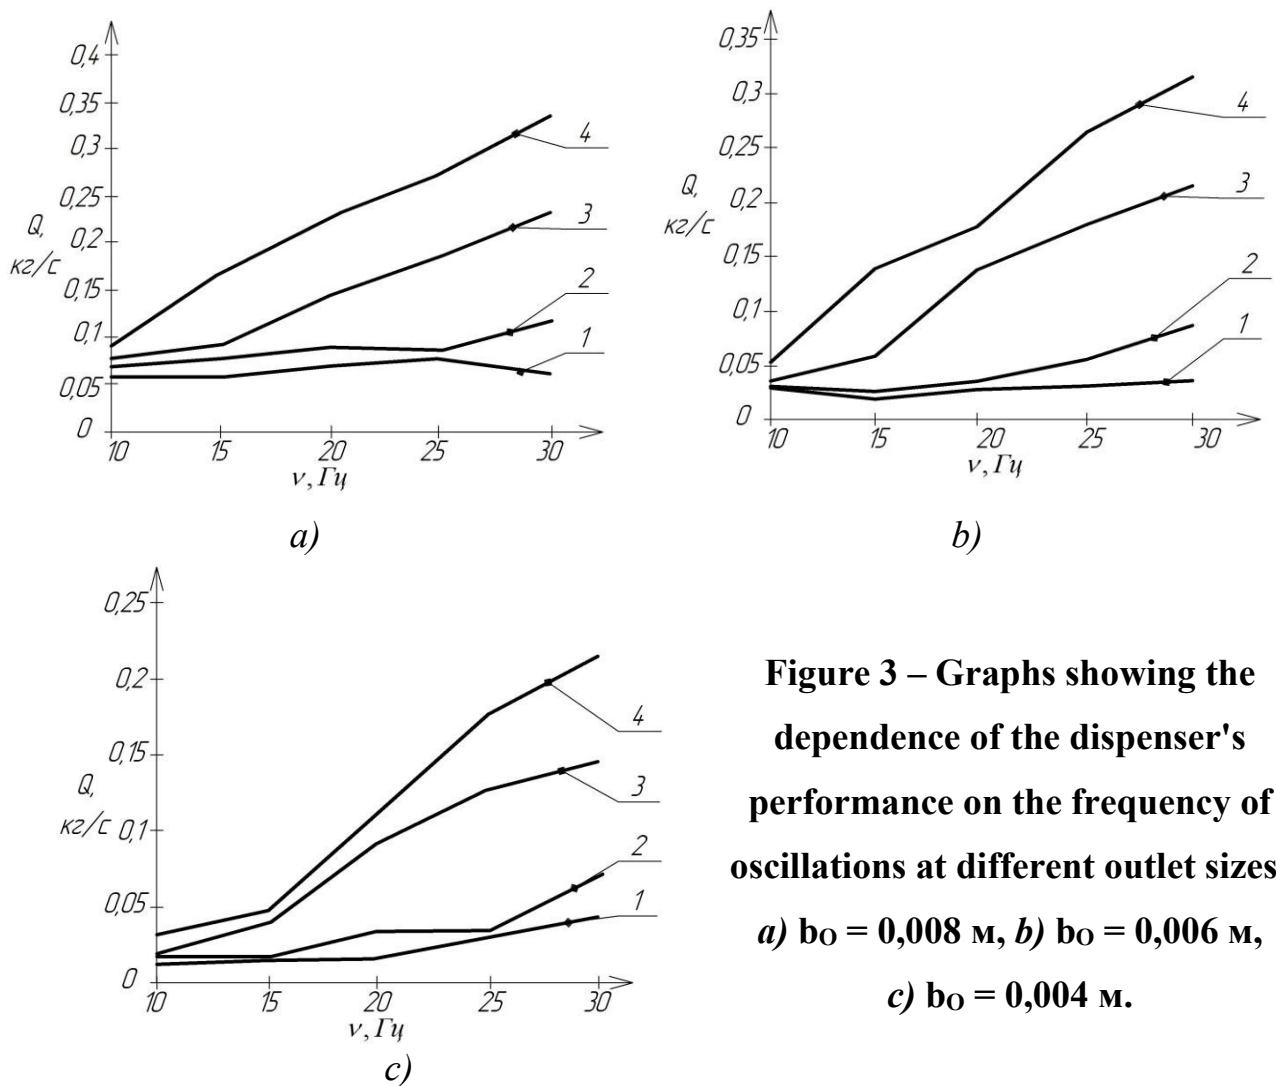 0,4
0,35
0,3
0,25
Q,
0,2
кг/с
0,15
0,1
0,05
0
10
15
20
25
30
ν, Гц
4
3
2
1
a)
0,35
0,3
0,25
Q,
0,2
кг/с
0,15
0,1
0,05
0
10
15
20
25
30
ν, Гц
4
3
2
1
b)
0,25
0,2
0,15
Q,
кг/с
0,1
0,05
0
10
15
20
25
30
ν, Гц
4
3
2
1
c)
Figure 3 – Graphs showing the
dependence of the dispenser's
performance on the frequency of
oscillations at different outlet sizes
a) bO = 0,008 м, b) bO = 0,006 м,
c) bO = 0,004 м.